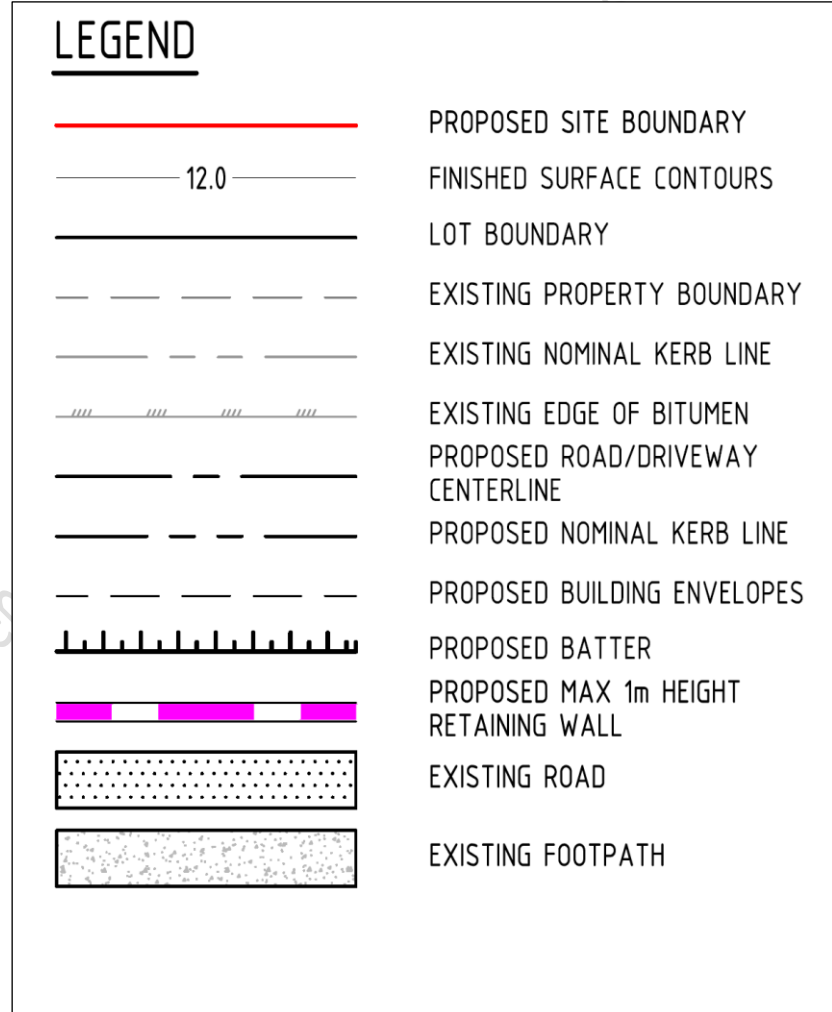 LEGEND
PROPOSED SITE BOUNDARY
12.0
FINISHED SURFACE CONTOURS
LOT BOUNDARY
EXISTING PROPERTY BOUNDARY
EXISTING NOMINAL KERB LINE
EXISTING EDGE OF BITUMEN
PROPOSED ROAD/DRIVEWAY
CENTERLINE
PROPOSED NOMINAL KERB LINE
PROPOSED BUILDING ENVELOPES
PROPOSED BATTER
PROPOSED MAX 1m HEIGHT
RETAINING WALL
EXISTING ROAD
EXISTING FOOTPATH